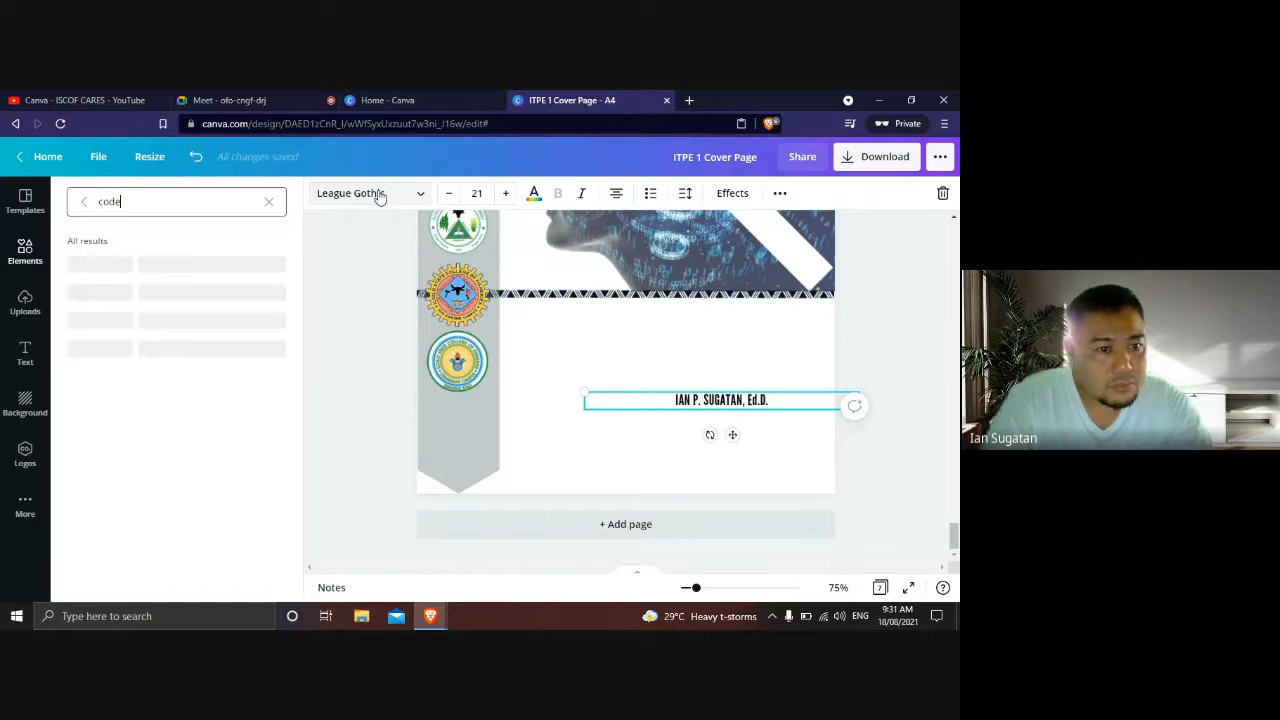 Canva - ISCOF CARES - YouTube
Meet - ofo-cngf-drj
Home - Canva
ITPE 1 Cover Page - A4
canva.com/design/DAED1zCnR_I/wWfSyxUxzuut7w3ni_J16w/edit#
Private
Home
File
Resize
All changes saved
ITPE 1 Cover Page
Share
Download
Templates
Elements
Uploads
Text
Background
Logos
More
code
All results
League Gothic
21
A
B
I
Effects
IAN P. SUGATAN, Ed.D.
+ Add page
Notes
75%
7
Type here to search
29°C Heavy t-storms
ENG
9:31 AM
18/08/2021
Ian Sugatan